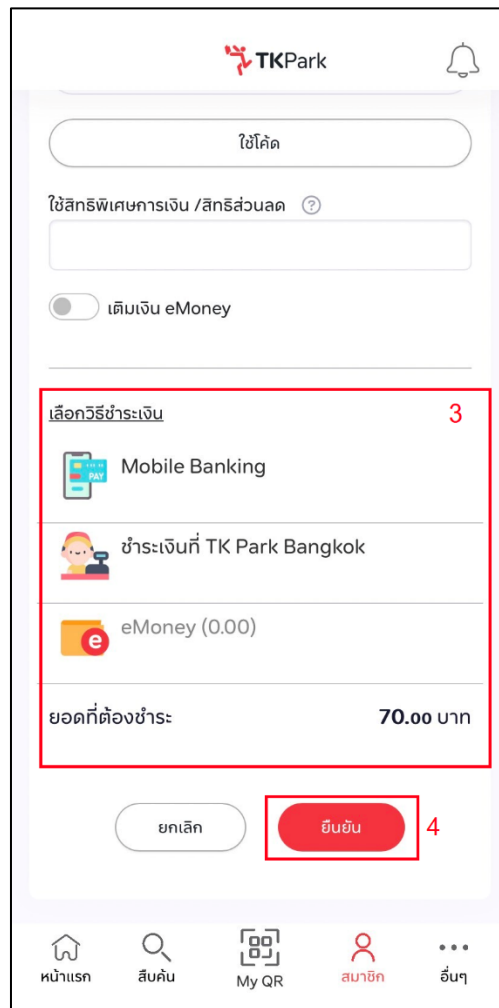 TKPark
ใช้โค้ด
ใช้สิทธิพิเศษการเงิน /สิทธิส่วนลด ?
เติมเงิน eMoney
เลือกวิธีชำระเงิน 3
PAY Mobile Banking
ชำระเงินที่ TK Park Bangkok
e eMoney (0.00)
ยอดที่ต้องชำระ 70.00 บาท
ยกเลิก ยืนยัน 4
หน้าแรก สืบค้น My QR สมาชิก อื่นๆ